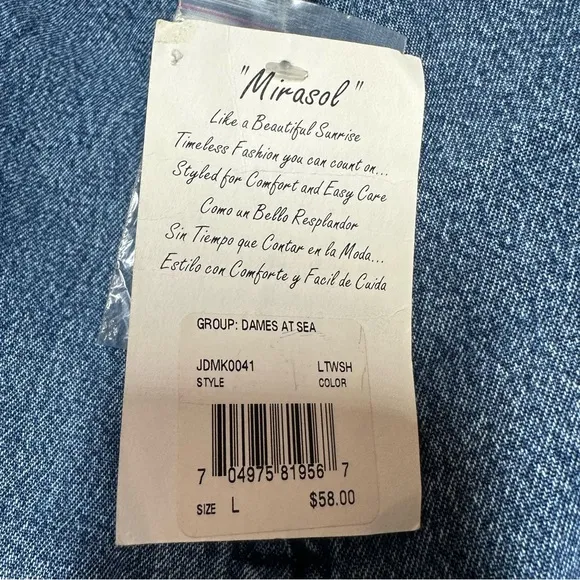 "Mirasol"
Like a Beautiful Sunrise
Timeless Fashion you can count on...
Styled for Comfort and Easy Care
Como un Bello Resplandor
Sin Tiempo que Contar en la Moda...
Estilo con Comforte y Facil de Cuida
GROUP: DAMES AT SEA
JDMK0041 LTWSH
STYLE COLOR
7 04975 81956 7
SIZE L $58.00